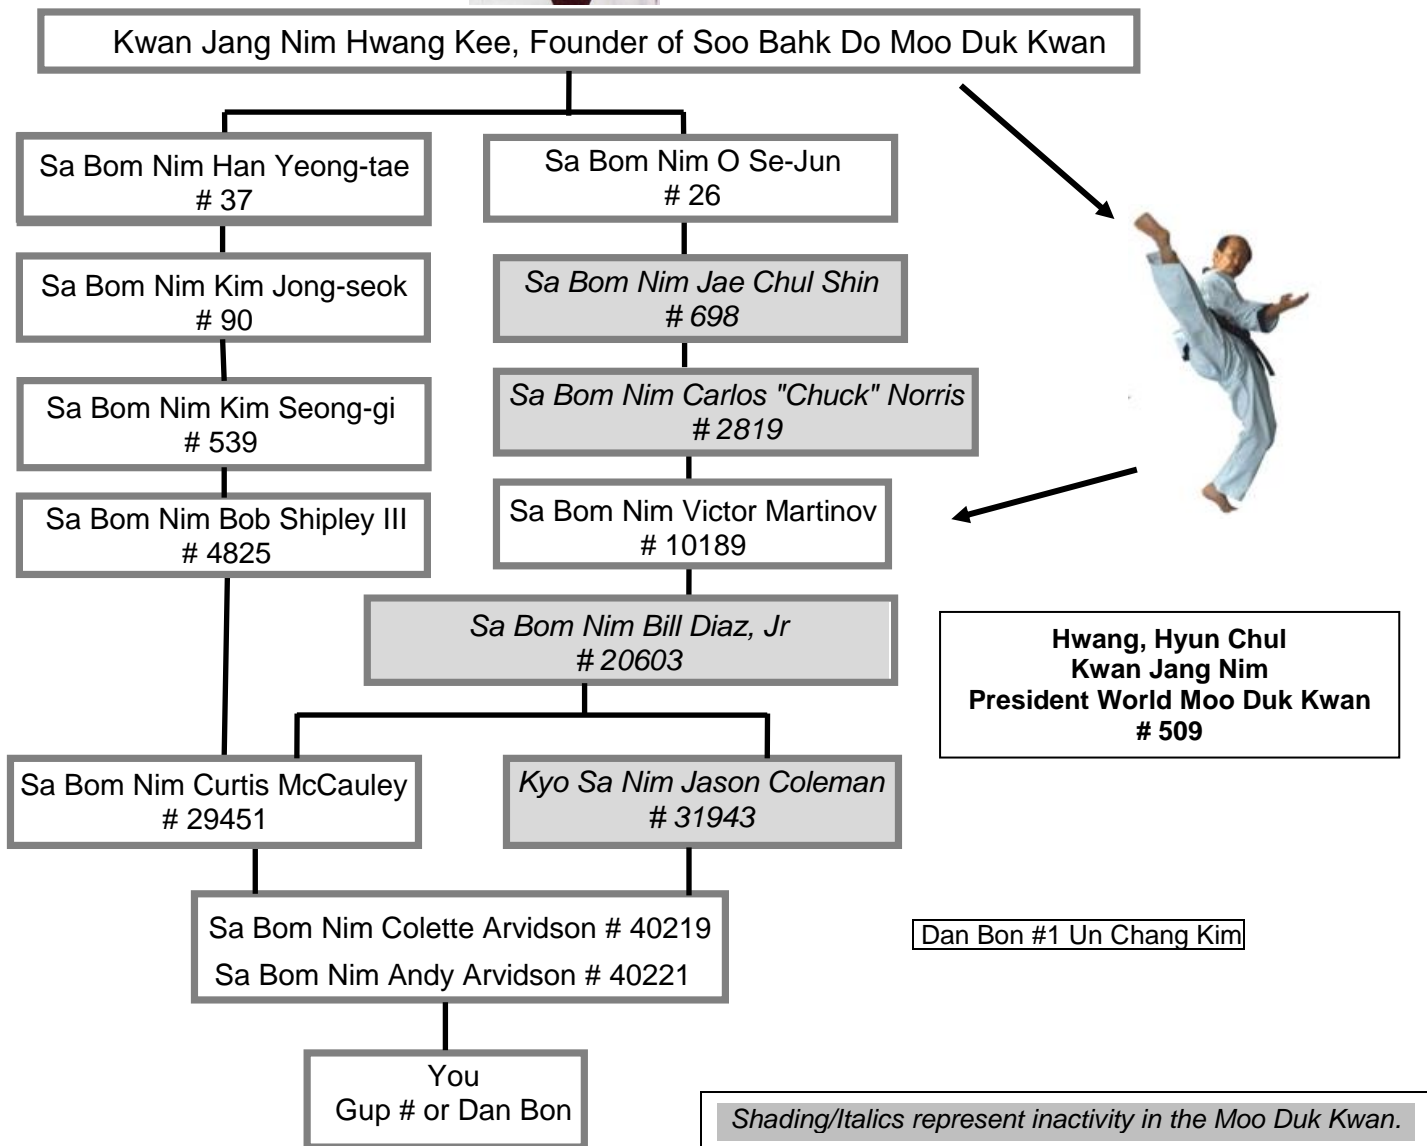 Kwan Jang Nim Hwang Kee, Founder of Soo Bahk Do Moo Duk Kwan
Sa Bom Nim Han Yeong-tae
# 37
Sa Bom Nim O Se-Jun
# 26
Sa Bom Nim Kim Jong-seok
# 90
Sa Bom Nim Jae Chul Shin
# 698
Sa Bom Nim Kim Seong-gi
# 539
Sa Bom Nim Carlos "Chuck" Norris
# 2819
Sa Bom Nim Bob Shipley III
# 4825
Sa Bom Nim Victor Martinov
# 10189
Sa Bom Nim Bill Diaz, Jr
# 20603
Hwang, Hyun Chul
Kwan Jang Nim
President World Moo Duk Kwan
# 509
Sa Bom Nim Curtis McCauley
# 29451
Kyo Sa Nim Jason Coleman
# 31943
Sa Bom Nim Colette Arvidson # 40219
Sa Bom Nim Andy Arvidson # 40221
Dan Bon #1 Un Chang Kim
You
Gup # or Dan Bon
Shading/Italics represent inactivity in the Moo Duk Kwan.